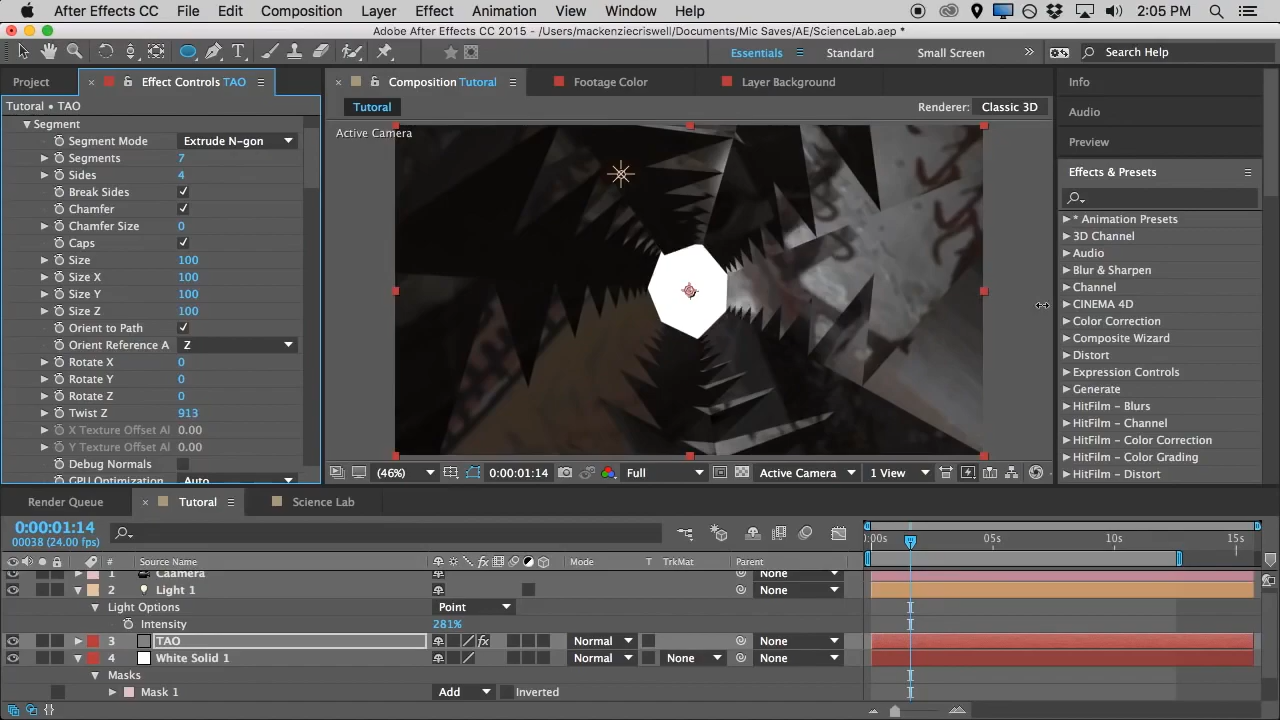 After Effects CC File Edit Composition Layer Effect Animation View Window Help 2:05 PM
Adobe After Effects CC 2015 - /Users/mackenziecriswell/Documents/Mic Saves/AE/ScienceLab.aep *
Essentials Standard Small Screen Search Help
Project Effect Controls TAO Composition Tutorial Footage Color Layer Background Info
Tutorial • TAO Tutorial Renderer: Classic 3D Audio
Segment Active Camera
Segment Mode Extrude N-gon Preview
Segments 7
Sides 4 Effects & Presets
Break Sides
Chamfer
Chamfer Size 0 * Animation Presets
Caps 3D Channel
Size 100 Audio
Size X 100 Blur & Sharpen
Size Y 100 Channel
Size Z 100 CINEMA 4D
Orient to Path Color Correction
Orient Reference A Z Composite Wizard
Rotate X 0 Distort
Rotate Y 0 Expression Controls
Rotate Z 0 Generate
Twist Z 913 HitFilm - Blurs
X Texture Offset Al 0.00 HitFilm - Channel
Y Texture Offset Al 0.00 HitFilm - Color Correction
Debug Normals HitFilm - Color Grading
GPU Optimization Auto (46%) 0:00:01:14 Full Active Camera 1 View HitFilm - Distort
Render Queue Tutorial Science Lab
0:00:01:14
00038 (24.00 fps) :00s 05s 10s 15s
# Source Name Mode T TrkMat Parent
1 Caamera None
2 Light 1 None
Light Options Point
Intensity 281%
3 TAO Normal None
4 White Solid 1 Normal None None
Masks
Mask 1 Add Inverted